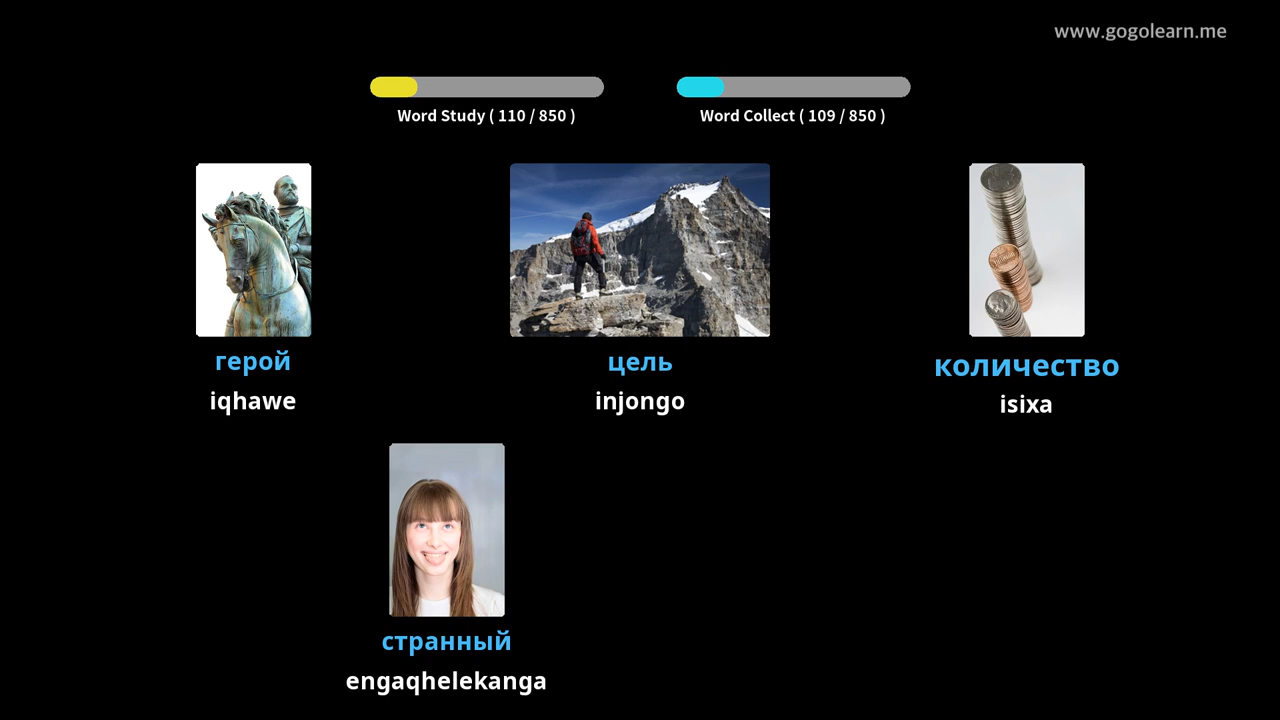 www.gogolearn.me
Word Study ( 110 / 850 )
Word Collect ( 109 / 850 )
герой
iqhawe
цель
injongo
количество
isixa
странный
engaqhelekanga